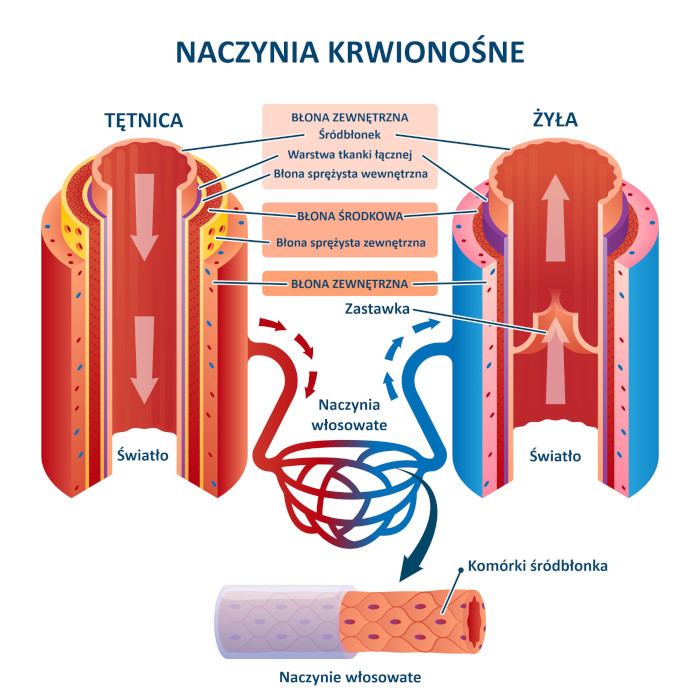 NACZYNIA KRWIONOŚNE
TĘTNICA
ŻYŁA
BŁONA ZEWNĘTRZNA
Śródbłonek
Warstwa tkanki łącznej
Błona sprężysta wewnętrzna
BŁONA ŚRODKOWA
Błona sprężysta zewnętrzna
BŁONA ZEWNĘTRZNA
Zastawka
Naczynia
włosowate
Światło
Światło
Komórki śródbłonka
Naczynie włosowate